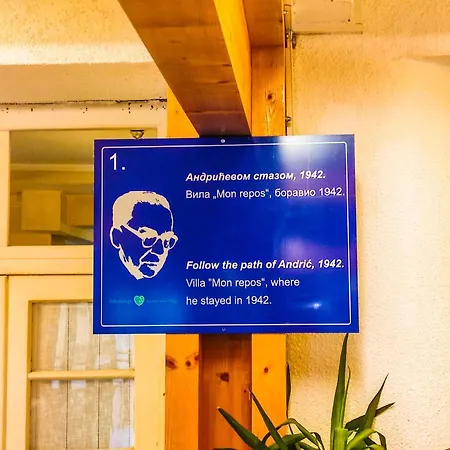 1.
Андрићевом стазом, 1942.
Вила „Mon repos“, боравио 1942.
Follow the path of Andrić, 1942.
Villa "Mon repos", where
he stayed in 1942.